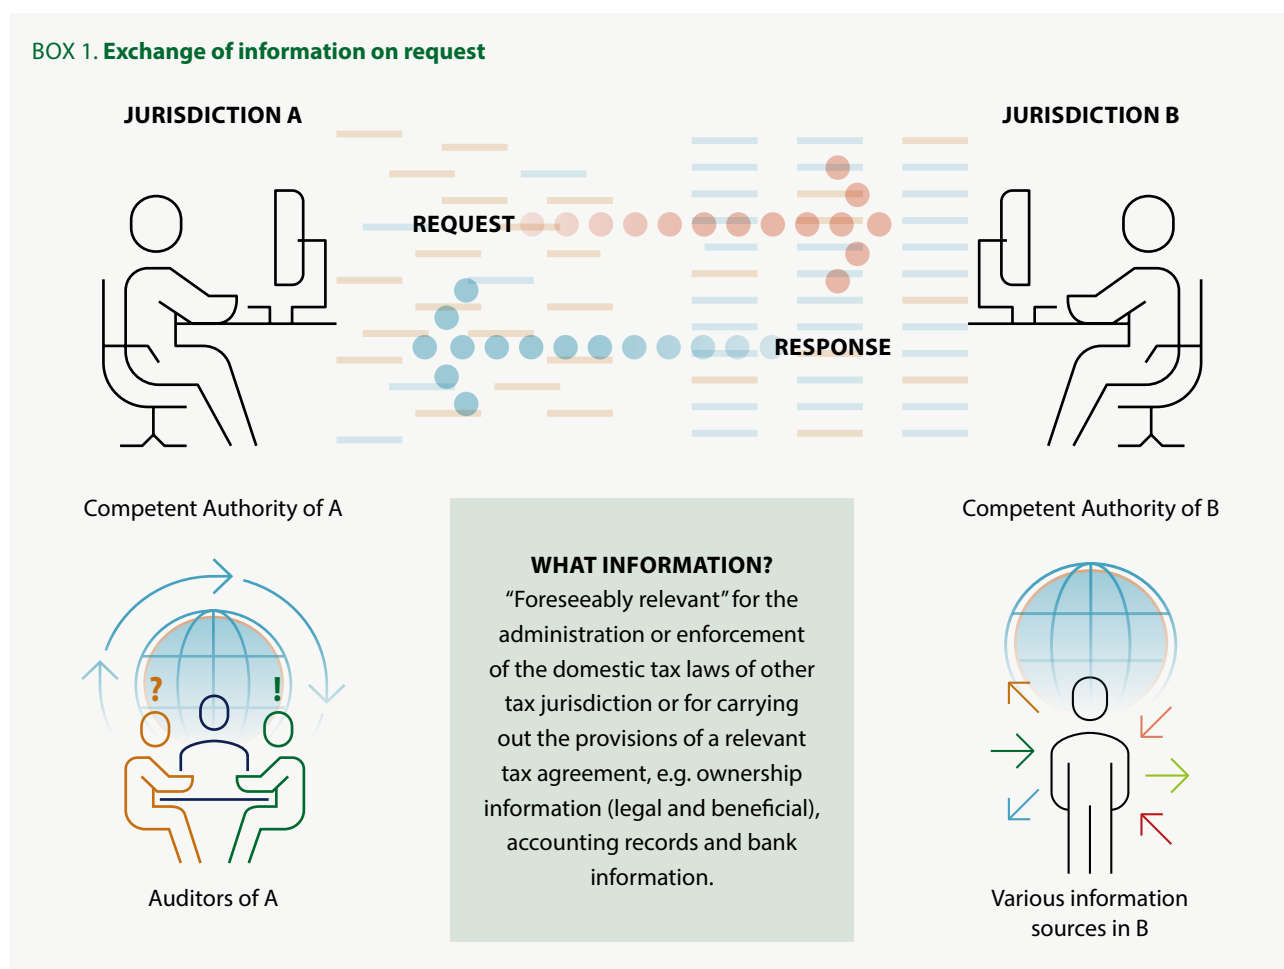 BOX 1. Exchange of information on request
JURISDICTION A
JURISDICTION B
REQUEST
RESPONSE
Competent Authority of A
Competent Authority of B
WHAT INFORMATION?
“Foreseeably relevant” for the
administration or enforcement
of the domestic tax laws of other
tax jurisdiction or for carrying
out the provisions of a relevant
tax agreement, e.g. ownership
information (legal and beneficial),
accounting records and bank
information.
?
!
Auditors of A
Various information
sources in B